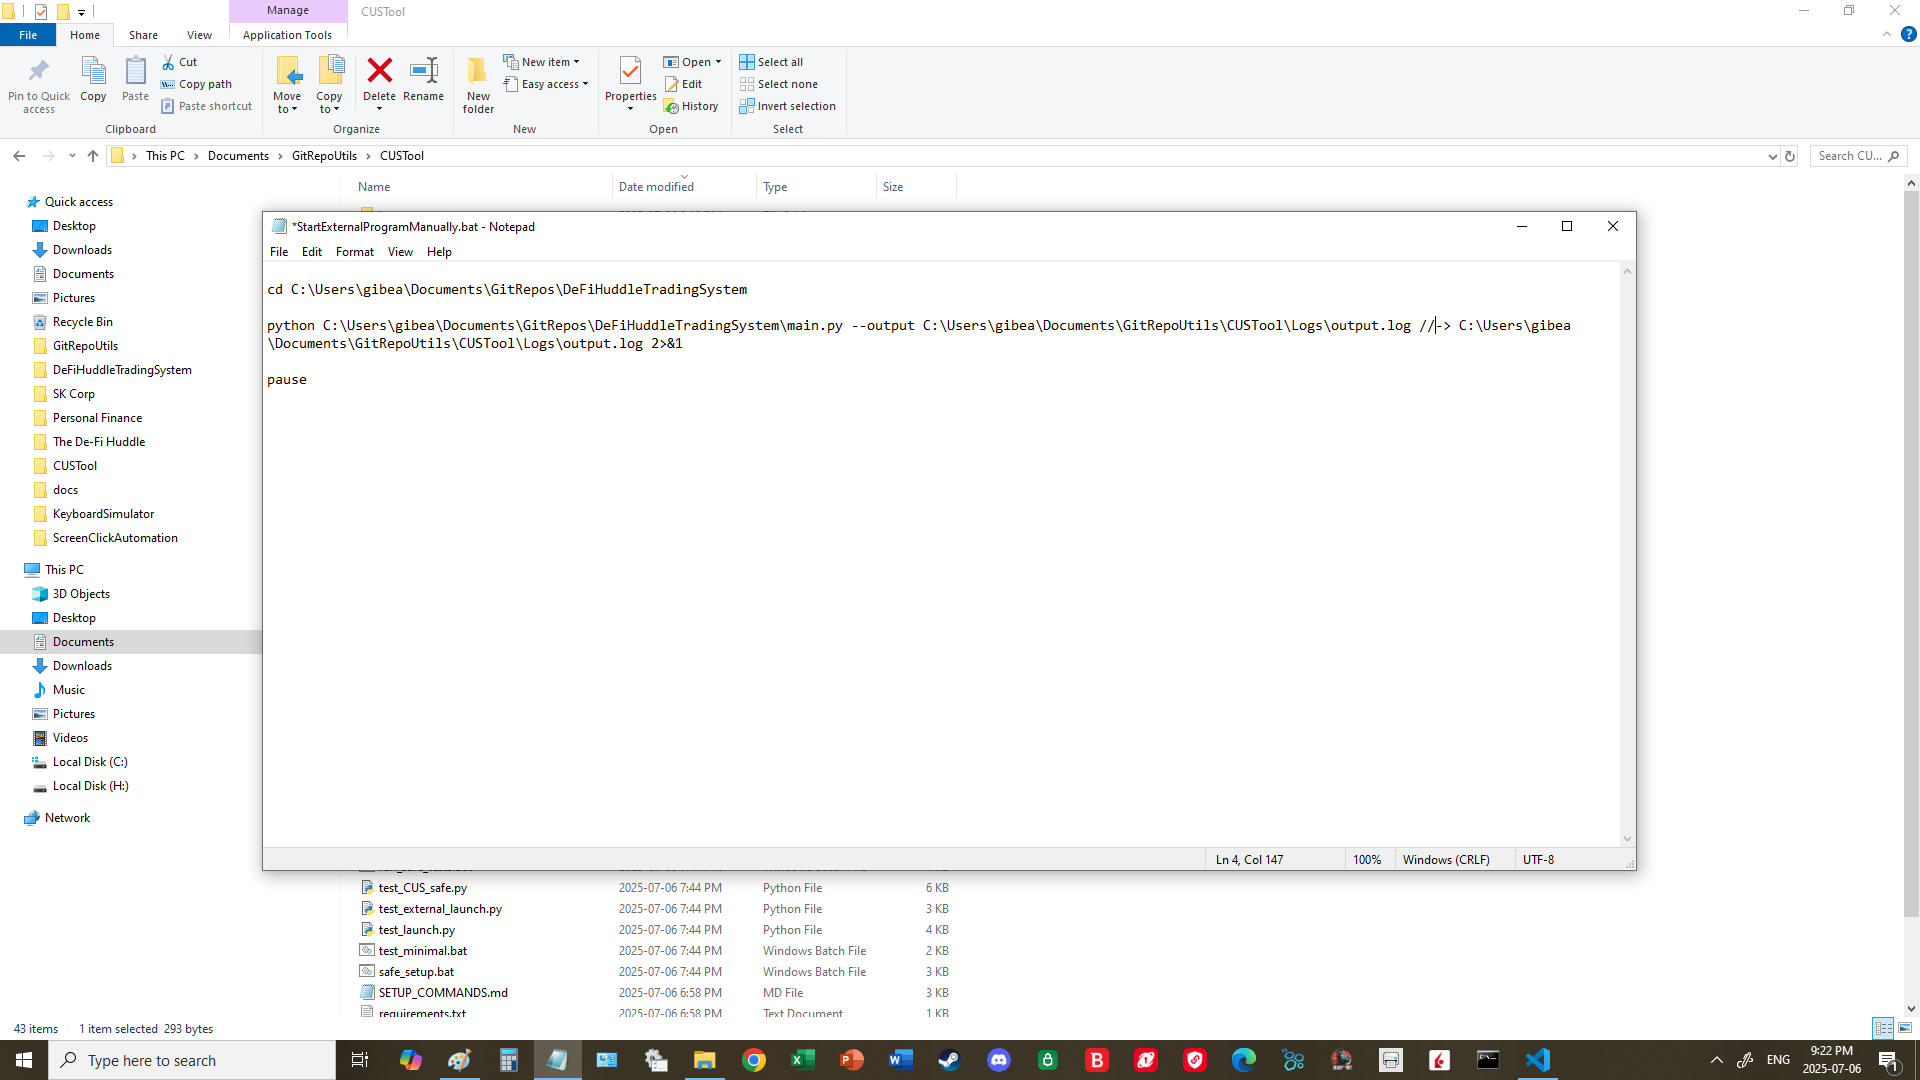 Manage
CUSTool
File
Home
Share
View
Application Tools
Pin to Quick access
Copy
Paste
Cut
Copy path
Paste shortcut
Clipboard
Move to
Copy to
Delete
Rename
Organize
New folder
New item
Easy access
New
Properties
Open
Edit
History
Open
Select all
Select none
Invert selection
Select
This PC
Documents
GitRepoUtils
CUSTool
Search CU...
Name
Date modified
Type
Size
Quick access
Desktop
Downloads
Documents
Pictures
Recycle Bin
GitRepoUtils
DeFiHuddleTradingSystem
SK Corp
Personal Finance
The De-Fi Huddle
CUSTool
docs
KeyboardSimulator
ScreenClickAutomation
This PC
3D Objects
Desktop
Documents
Downloads
Music
Pictures
Videos
Local Disk (C:)
Local Disk (H:)
Network
*StartExternalProgramManually.bat - Notepad
File Edit Format View Help
cd C:\Users\gibea\Documents\GitRepos\DeFiHuddleTradingSystem
python C:\Users\gibea\Documents\GitRepos\DeFiHuddleTradingSystem\main.py --output C:\Users\gibea\Documents\GitRepoUtils\CUSTool\Logs\output.log //-> C:\Users\gibea
\Documents\GitRepoUtils\CUSTool\Logs\output.log 2>&1
pause
Ln 4, Col 147
100%
Windows (CRLF)
UTF-8
test_CUS_safe.py 2025-07-06 7:44 PM Python File 6 KB
test_external_launch.py 2025-07-06 7:44 PM Python File 3 KB
test_launch.py 2025-07-06 7:44 PM Python File 4 KB
test_minimal.bat 2025-07-06 7:44 PM Windows Batch File 2 KB
safe_setup.bat 2025-07-06 7:44 PM Windows Batch File 3 KB
SETUP_COMMANDS.md 2025-07-06 6:58 PM MD File 3 KB
requirements.txt 2025-07-06 6:58 PM Text Document 1 KB
43 items
1 item selected 293 bytes
Type here to search
ENG
9:22 PM
2025-07-06
1